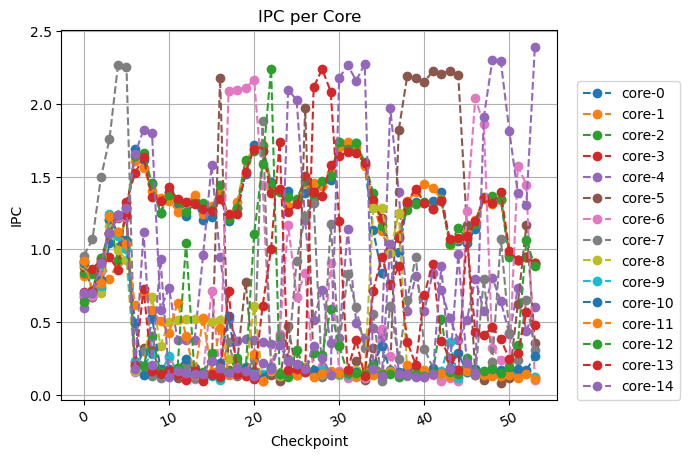 IPC per Core
IPC
2.5
2.0
1.5
1.0
0.5
0.0
0
10
20
30
40
50
Checkpoint
core-0
core-1
core-2
core-3
core-4
core-5
core-6
core-7
core-8
core-9
core-10
core-11
core-12
core-13
core-14